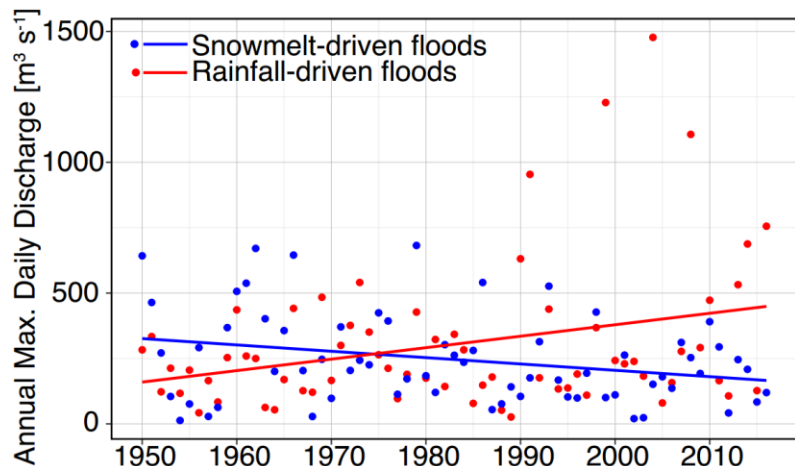 1500
Snowmelt-driven floods
Rainfall-driven floods
Annual Max. Daily Discharge [m³ s⁻¹]
1000
500
0
1950 1960 1970 1980 1990 2000 2010